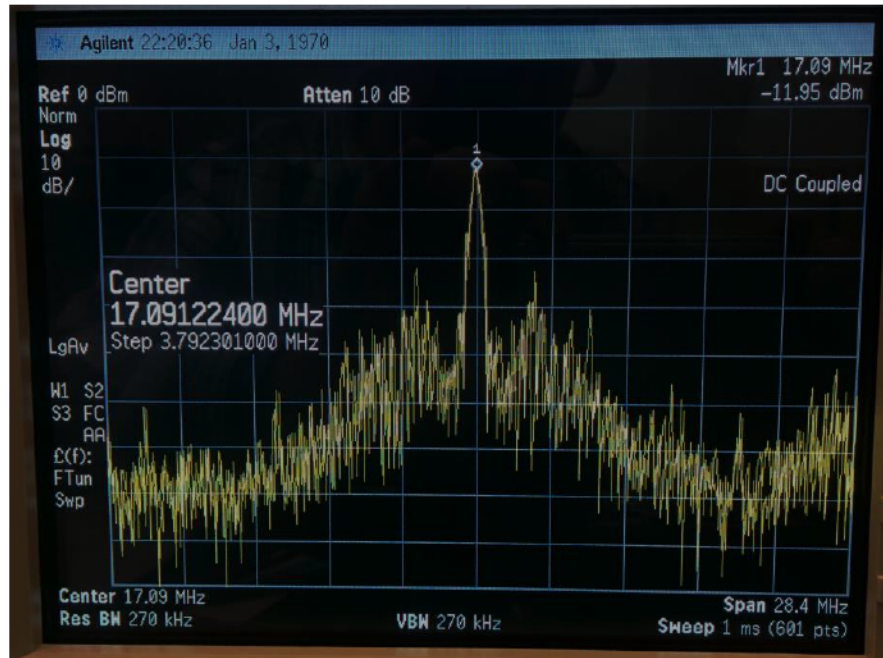 Agilent 22:20:36 Jan 3, 1970
Mkr1 17.09 MHz
Ref 0 dBm Atten 10 dB -11.95 dBm
Norm
Log
10
dB/
1
DC Coupled
Center
17.09122400 MHz
Step 3.792301000 MHz
LgAv
W1 S2
S3 FC
AA
£(f):
FTun
Swp
Center 17.09 MHz Span 28.4 MHz
Res BW 270 kHz VBW 270 kHz Sweep 1 ms (601 pts)